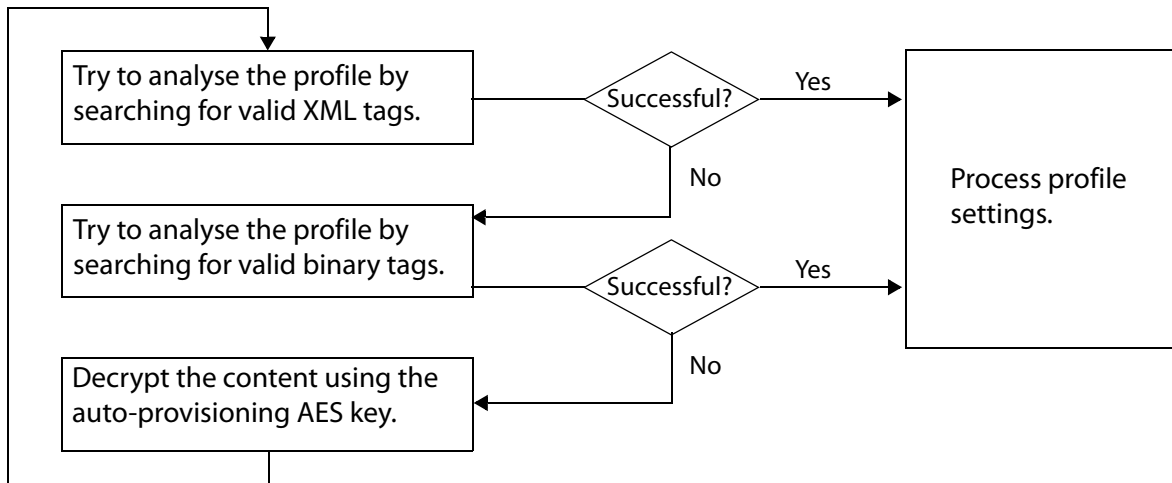 Try to analyse the profile by
searching for valid XML tags.
Successful?
Yes
No
Process profile
settings.
Try to analyse the profile by
searching for valid binary tags.
Successful?
Yes
No
Decrypt the content using the
auto-provisioning AES key.